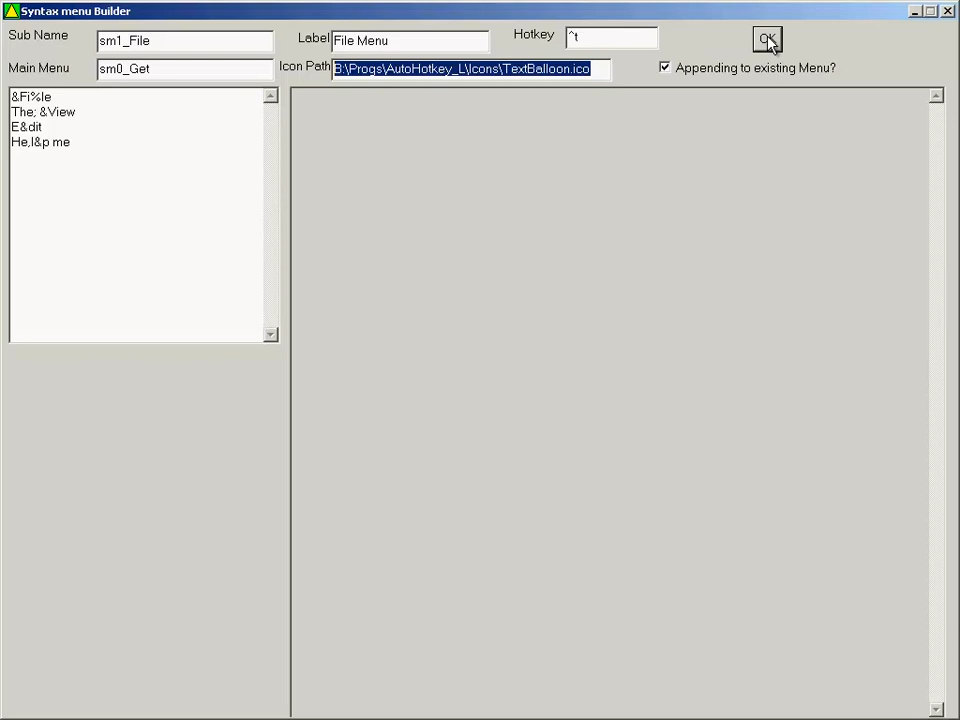 Syntax menu Builder
Sub Name sm1_File Label File Menu Hotkey ^t OK
Main Menu sm0_Get Icon Path B:\Progs\AutoHotkey_L\Icons\TextBalloon.ico Appending to existing Menu?
&Fi%le
The; &View
E&dit
He,l&p me